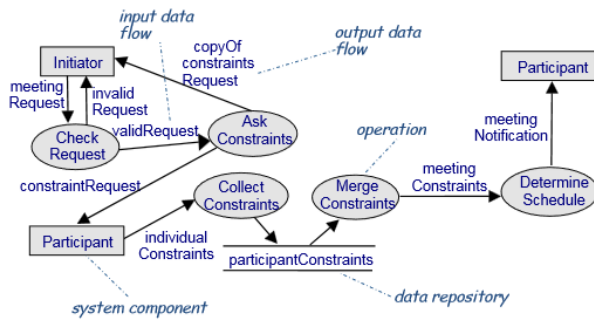 input data
flow
output data
flow
copyOf
constraints
Request
Initiator
meeting
Request
invalid
Request
Participant
Check
Request
validRequest
Ask
Constraints
operation
meeting
Notification
constraintRequest
Collect
Constraints
Merge
Constraints
meeting
Constraints
Determine
Schedule
Participant
individual
Constraints
participantConstraints
system component
data repository